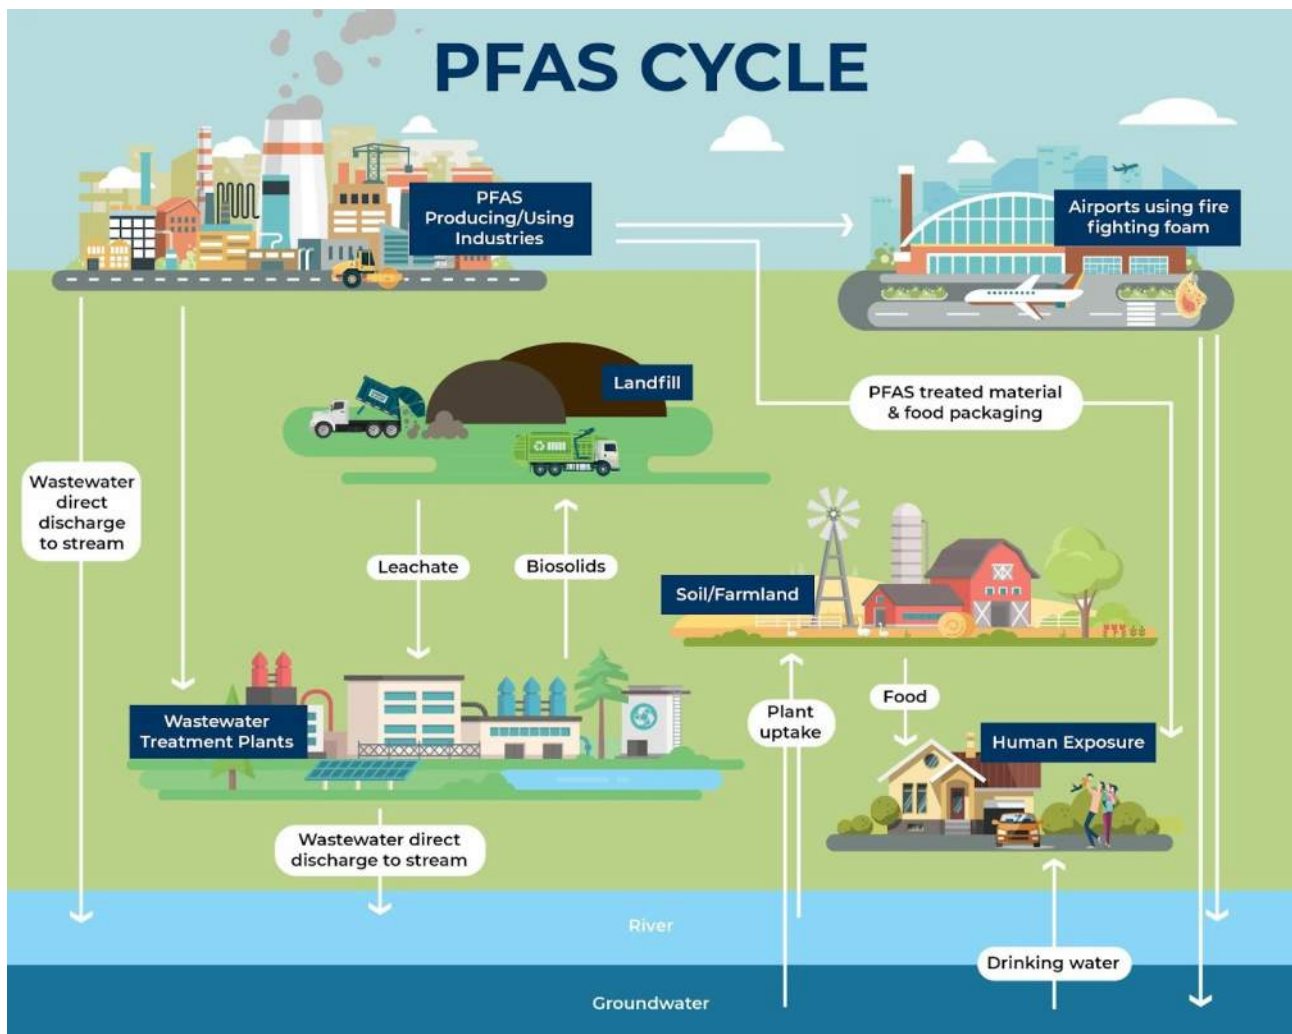 PFAS CYCLE
PFAS
Producing/Using
Industries
Airports using fire
fighting foam
Landfill
PFAS treated material
& food packaging
Wastewater
direct
discharge
to stream
Leachate
Biosolids
Soil/Farmland
Food
Plant
uptake
Wastewater
Treatment Plants
Human Exposure
Wastewater direct
discharge to stream
River
Drinking water
Groundwater